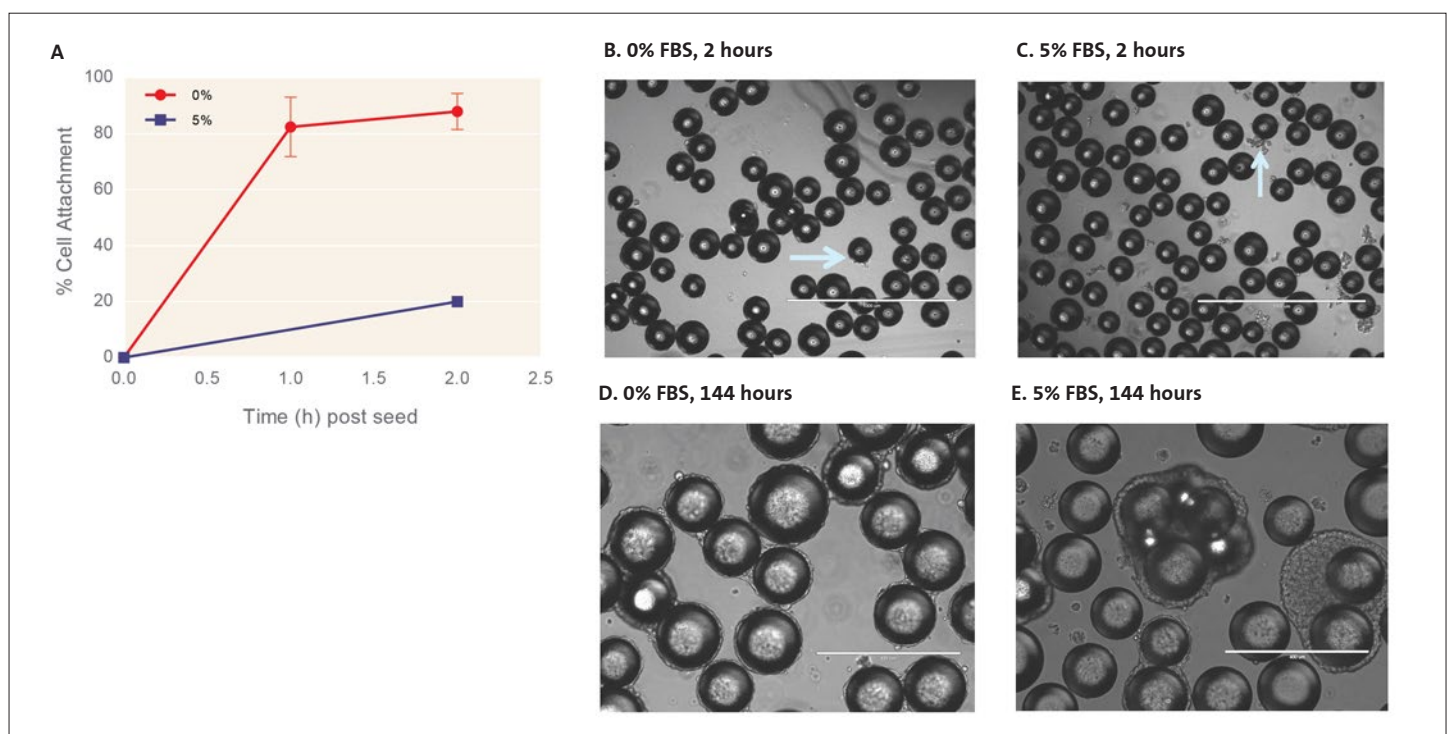 A
100
80
60
40
20
0
0%
5%
% Cell Attachment
0.0 0.5 1.0 1.5 2.0 2.5
Time (h) post seed
B. 0% FBS, 2 hours
C. 5% FBS, 2 hours
D. 0% FBS, 144 hours
E. 5% FBS, 144 hours